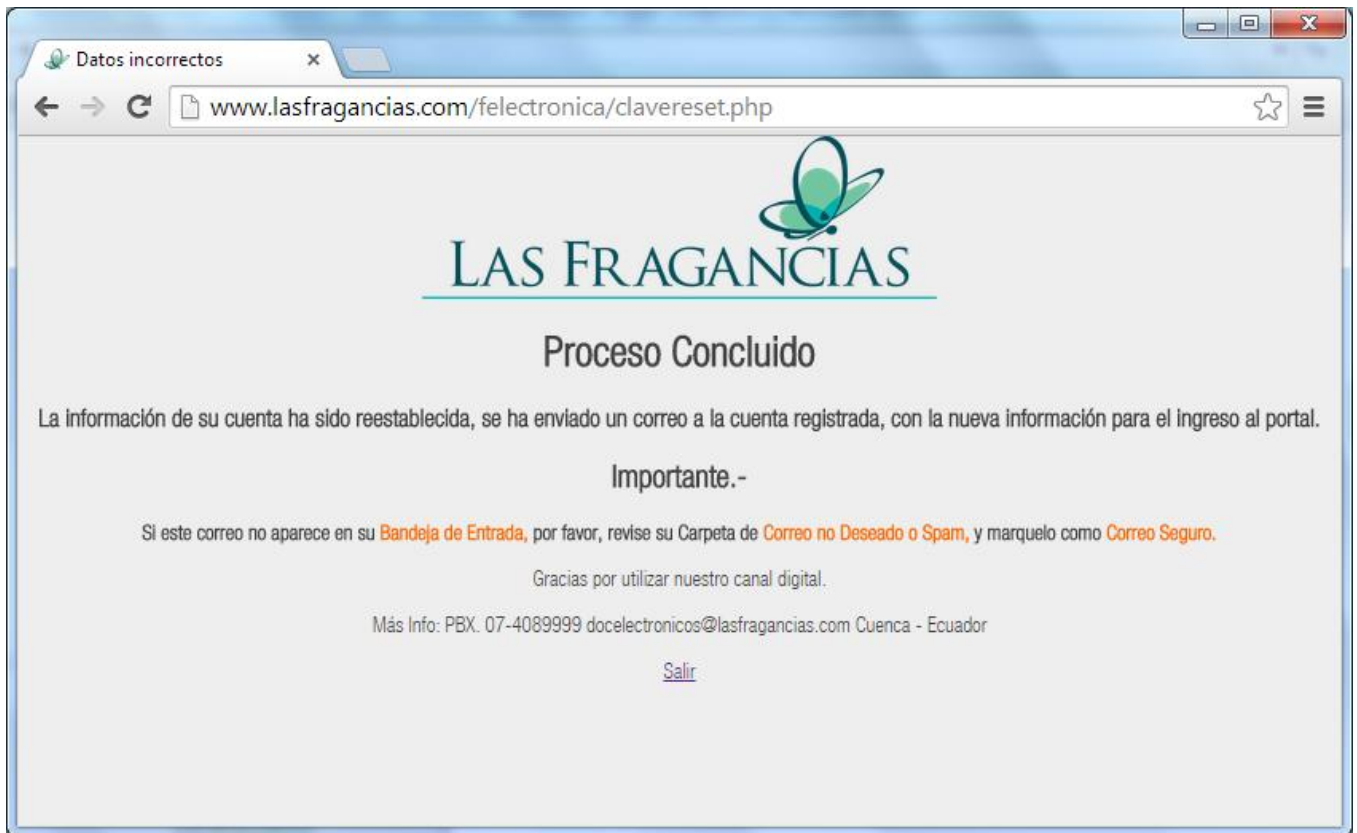 Datos incorrectos
www.lasfragancias.com/felectronica/clavereset.php
LAS FRAGANCIAS
Proceso Concluido
La información de su cuenta ha sido reestablecida, se ha enviado un correo a la cuenta registrada, con la nueva información para el ingreso al portal.
Importante.-
Si este correo no aparece en su Bandeja de Entrada, por favor, revise su Carpeta de Correo no Deseado o Spam, y marquelo como Correo Seguro.
Gracias por utilizar nuestro canal digital.
Más Info: PBX. 07-4089999 docelectronicos@lasfragancias.com Cuenca - Ecuador
Salir